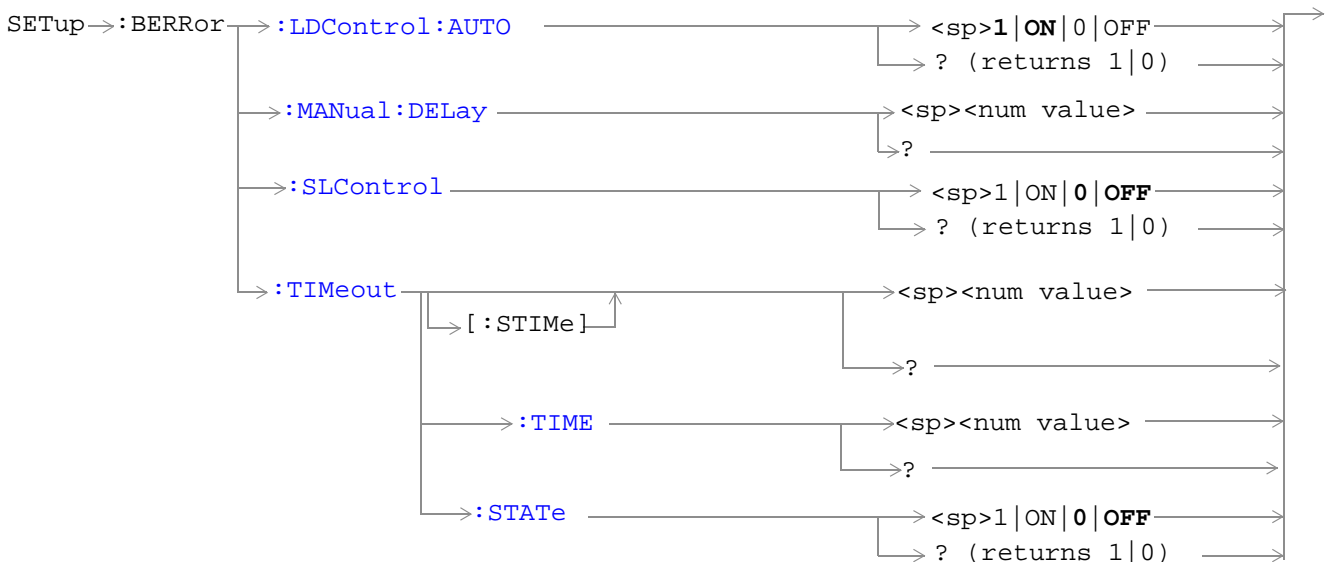 SETup :BERRor :LDControl:AUTO <sp>1|ON|0|OFF
? (returns 1|0)
:MANual:DELay <sp><num value>
?
:SLControl <sp>1|ON|0|OFF
? (returns 1|0)
:TIMeout <sp><num value>
[:STIMe]
?
:TIME <sp><num value>
?
:STATe <sp>1|ON|0|OFF
? (returns 1|0)